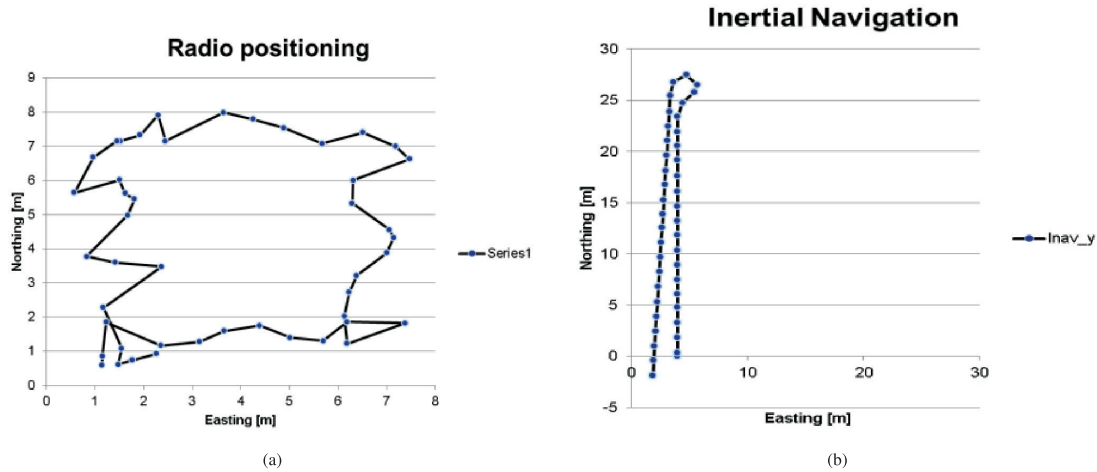 Radio positioning
9
8
7
6
5
4
3
2
1
0
Northing [m]
0 1 2 3 4 5 6 7 8
Easting [m]
Series1
(a)
Inertial Navigation
30
25
20
15
10
5
0
-5
Northing [m]
10 20 30
0
Easting [m]
Inav_y
(b)